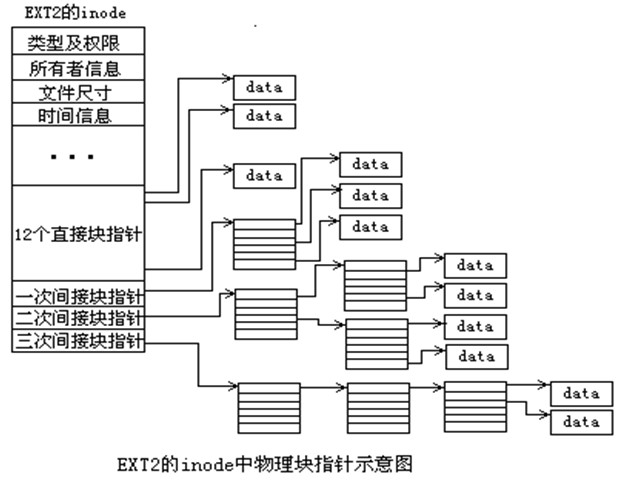 EXT2的inode
类型及权限
所有者信息
文件尺寸
时间信息
...
12个直接块指针
一次间接块指针
二次间接块指针
三次间接块指针
data
data
data
data
data
data
data
data
data
data
data
data
EXT2的inode中物理块指针示意图